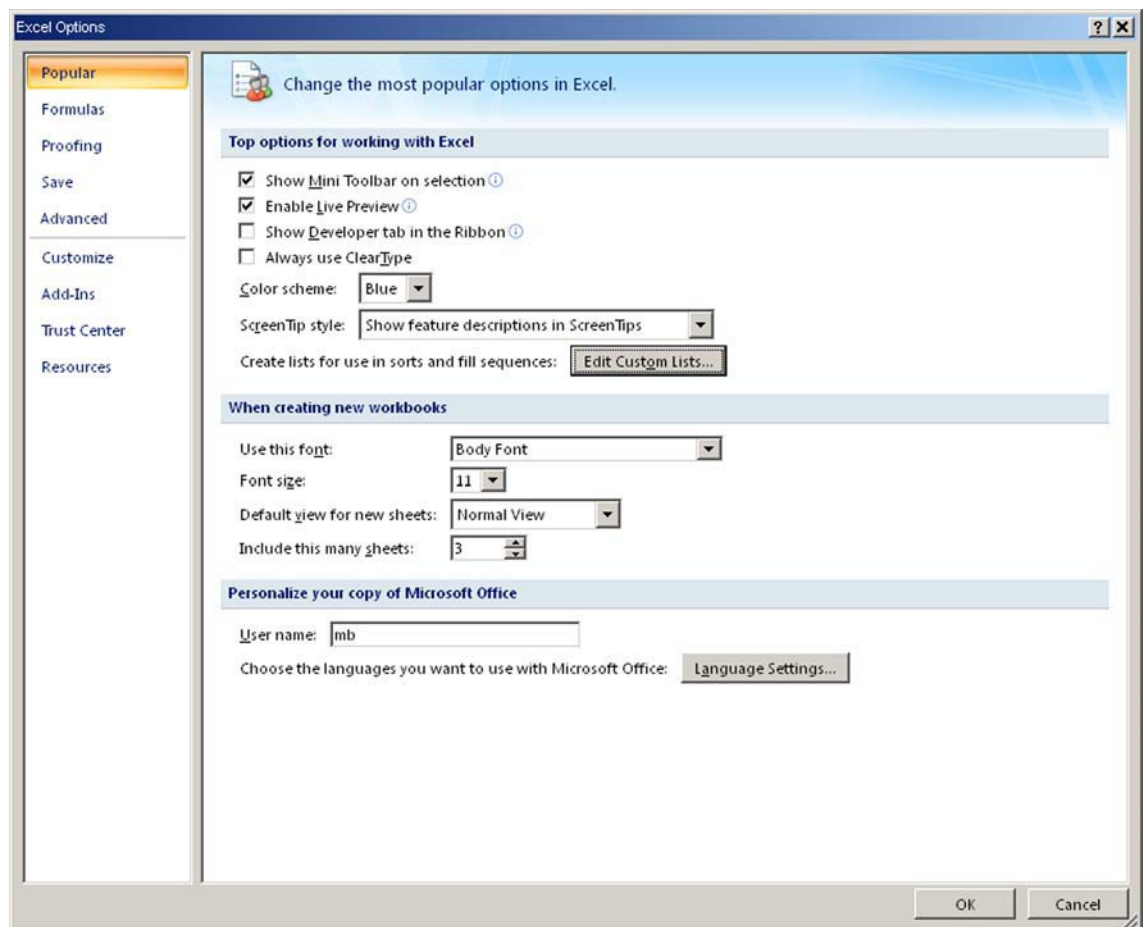 Excel Options
Popular
Formulas
Proofing
Save
Advanced
Customize
Add-Ins
Trust Center
Resources
Change the most popular options in Excel.
Top options for working with Excel
Show Mini Toolbar on selection
Enable Live Preview
Show Developer tab in the Ribbon
Always use ClearType
Color scheme: Blue
ScreenTip style: Show feature descriptions in ScreenTips
Create lists for use in sorts and fill sequences: Edit Custom Lists...
When creating new workbooks
Use this font: Body Font
Font size: 11
Default view for new sheets: Normal View
Include this many sheets: 3
Personalize your copy of Microsoft Office
User name: mb
Choose the languages you want to use with Microsoft Office: Language Settings...
OK Cancel